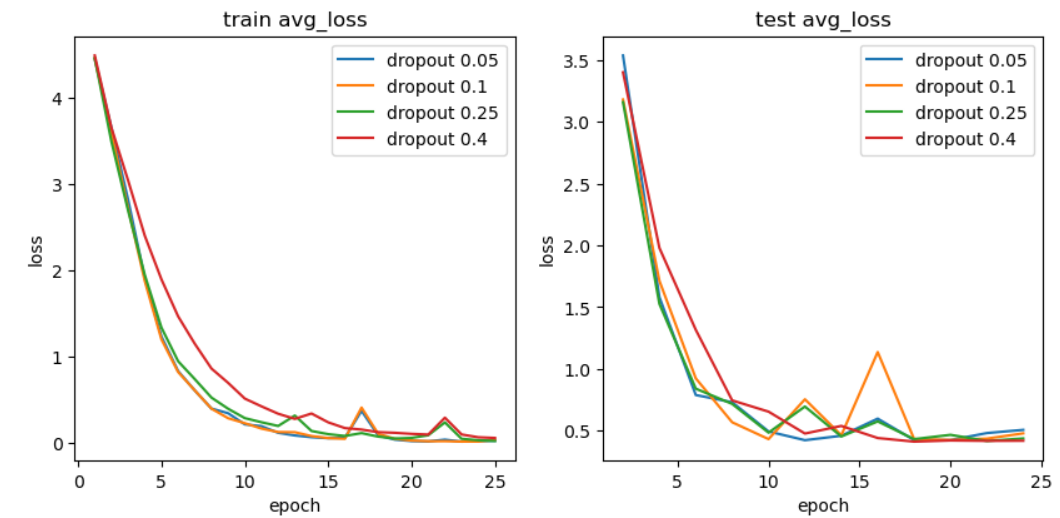 train avg_loss
dropout 0.05
dropout 0.1
dropout 0.25
dropout 0.4
4
3
2
1
0
loss
0 5 10 15 20 25
epoch
test avg_loss
dropout 0.05
dropout 0.1
dropout 0.25
dropout 0.4
3.5
3.0
2.5
2.0
1.5
1.0
0.5
loss
5 10 15 20 25
epoch